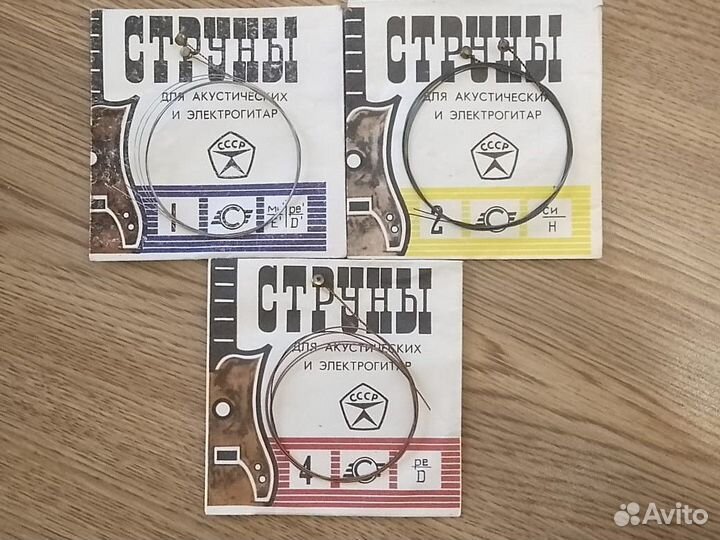 СТРУНЫ
ДЛЯ АКУСТИЧЕСКИХ
И ЭЛЕКТРОГИТАР
СССР
1 С ми' E' ре' D'
СТРУНЫ
ДЛЯ АКУСТИЧЕСКИХ
И ЭЛЕКТРОГИТАР
СССР
2 С си H
СТРУНЫ
ДЛЯ АКУСТИЧЕСКИХ
И ЭЛЕКТРОГИТАР
СССР
4 С ре D
Avito